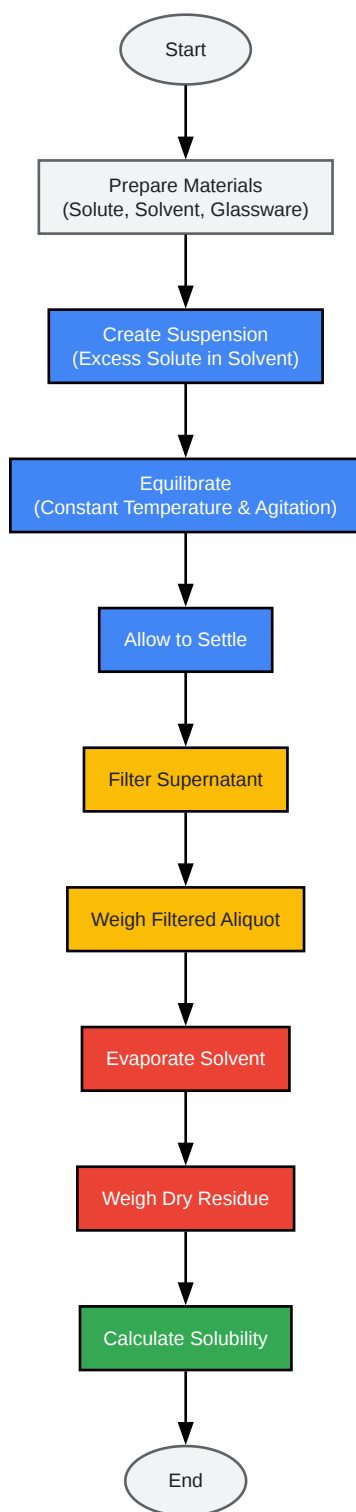 Start
Prepare Materials
(Solute, Solvent, Glassware)
Create Suspension
(Excess Solute in Solvent)
Equilibrate
(Constant Temperature & Agitation)
Allow to Settle
Filter Supernatant
Weigh Filtered Aliquot
Evaporate Solvent
Weigh Dry Residue
Calculate Solubility
End